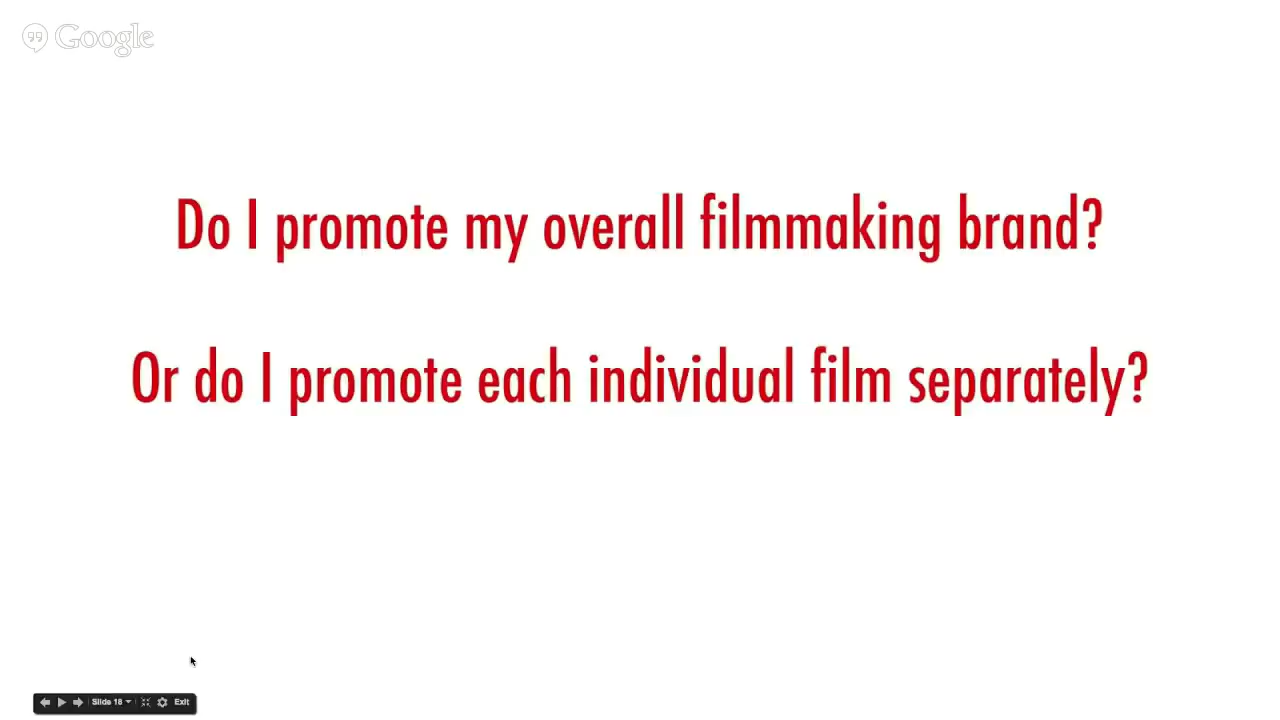 Google
Do I promote my overall filmmaking brand?
Or do I promote each individual film separately?
Slide 18
Exit